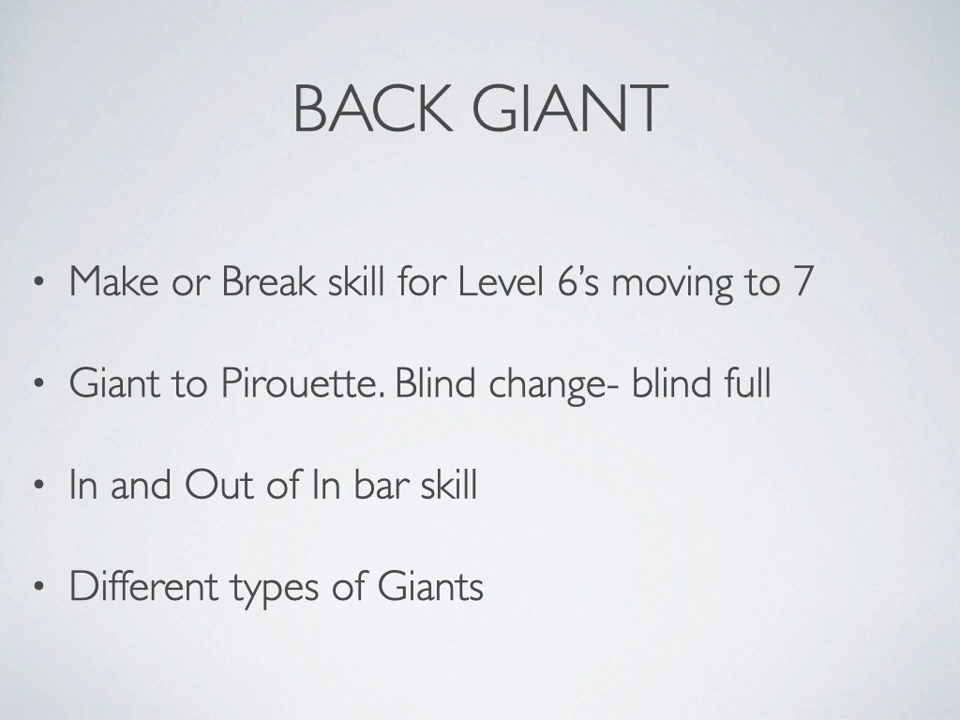 BACK GIANT
• Make or Break skill for Level 6’s moving to 7
• Giant to Pirouette. Blind change- blind full
• In and Out of In bar skill
• Different types of Giants